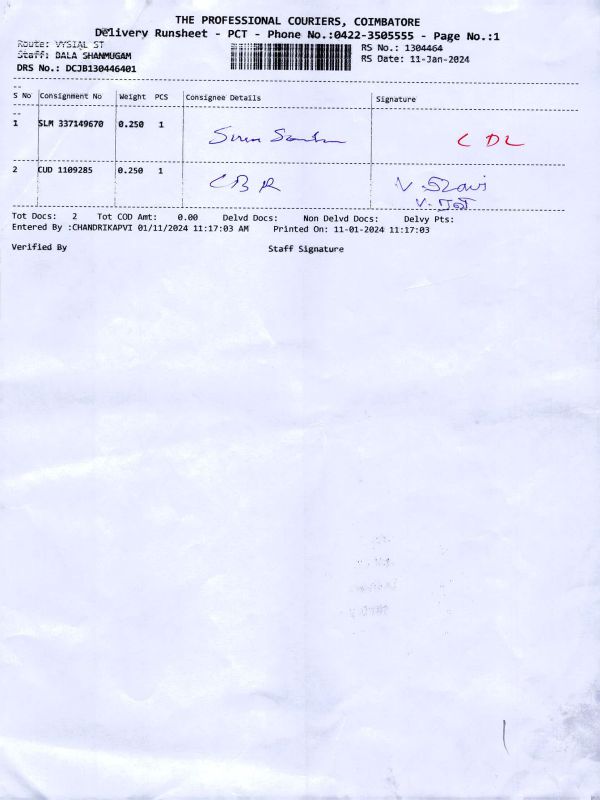 THE PROFESSIONAL COURIERS, COIMBATORE
Delivery Runsheet - PCT - Phone No.:0422-3505555 - Page No.:1
Route: VYSIAL ST
Staff: DALA SHANMUGAM
DRS No.: DCJB130446401
RS No.: 1304464
RS Date: 11-Jan-2024
S No Consignment No Weight PCS Consignee Details Signature
1 SLM 337149670 0.250 1 CDL
2 CUD 1109285 0.250 1 CBR V.
Tot Docs: 2 Tot COD Amt: 0.00 Delvd Docs: Non Delvd Docs: Delvy Pts:
Entered By :CHANDRIKAPVI 01/11/2024 11:17:03 AM Printed On: 11-01-2024 11:17:03
Verified By Staff Signature